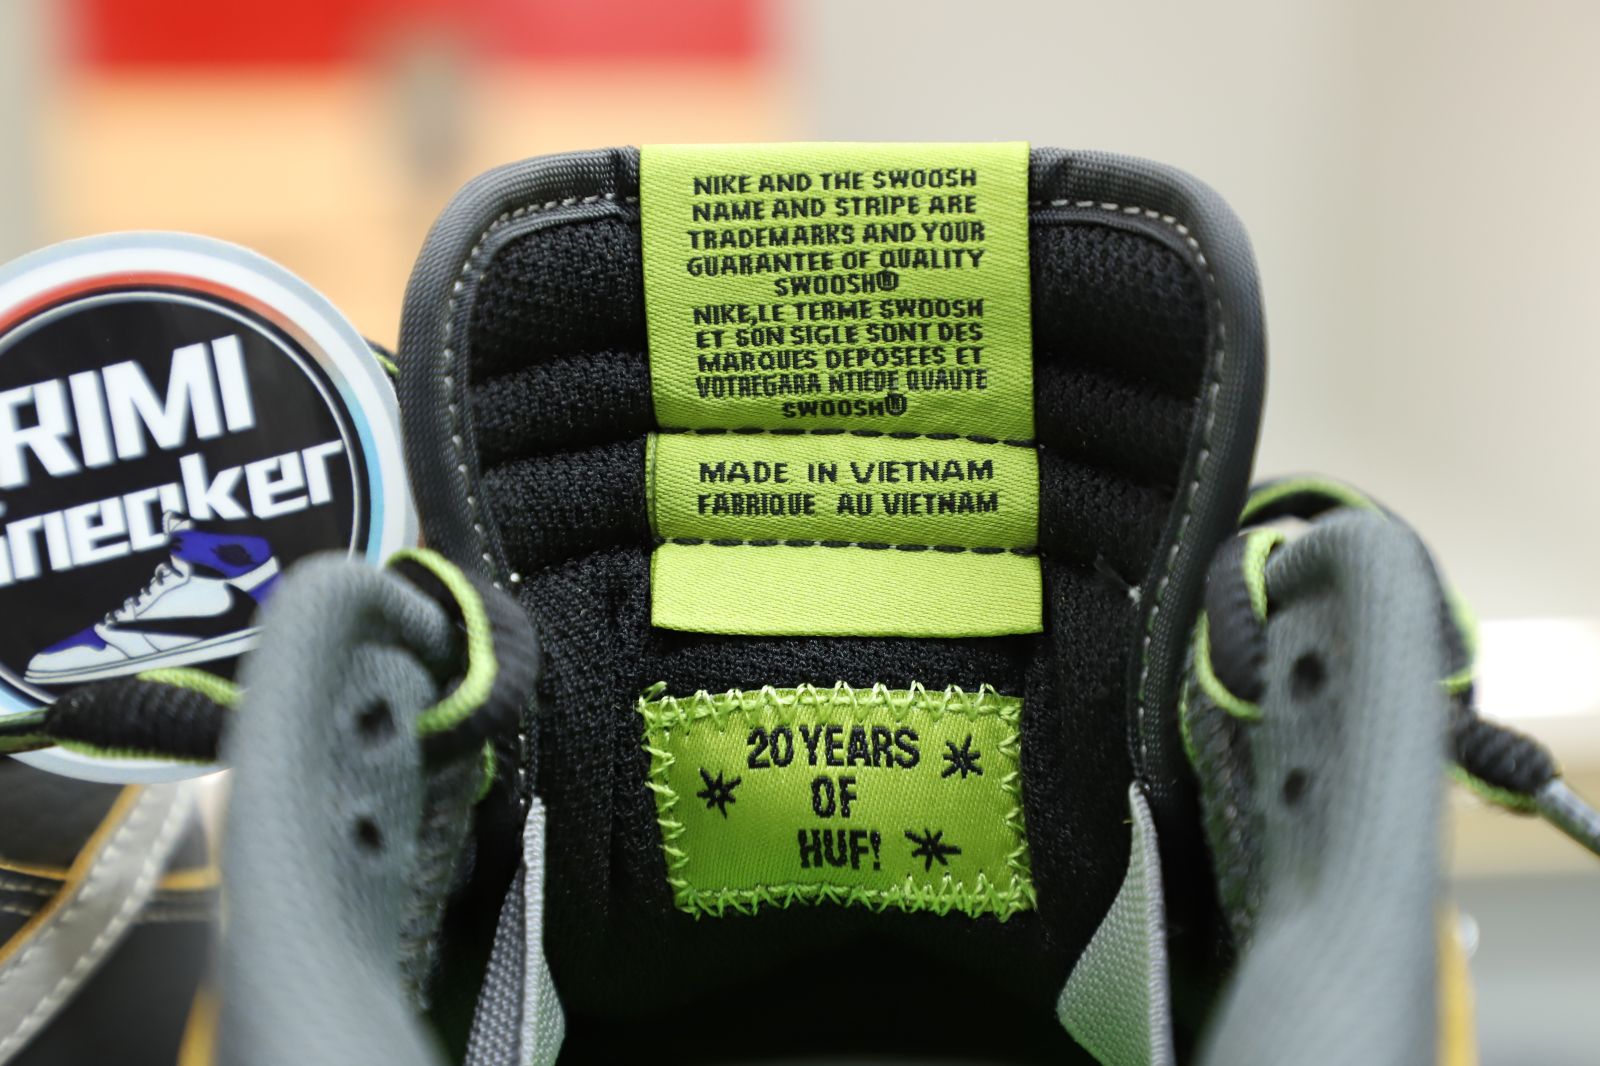 NIKE AND THE SWOOSH
NAME AND STRIPE ARE
TRADEMARKS AND YOUR
GUARANTEE OF QUALITY
SWOOSH®
NIKE,LE TERME SWOOSH
ET SON SIGLE SONT DES
MARQUES DEPOSEES ET
VOTREGARA NTIEDE QUAUTE
SWOOSH®
MADE IN VIETNAM
FABRIQUE AU VIETNAM
20 YEARS
OF
HUF!
RIMI
Sneaker